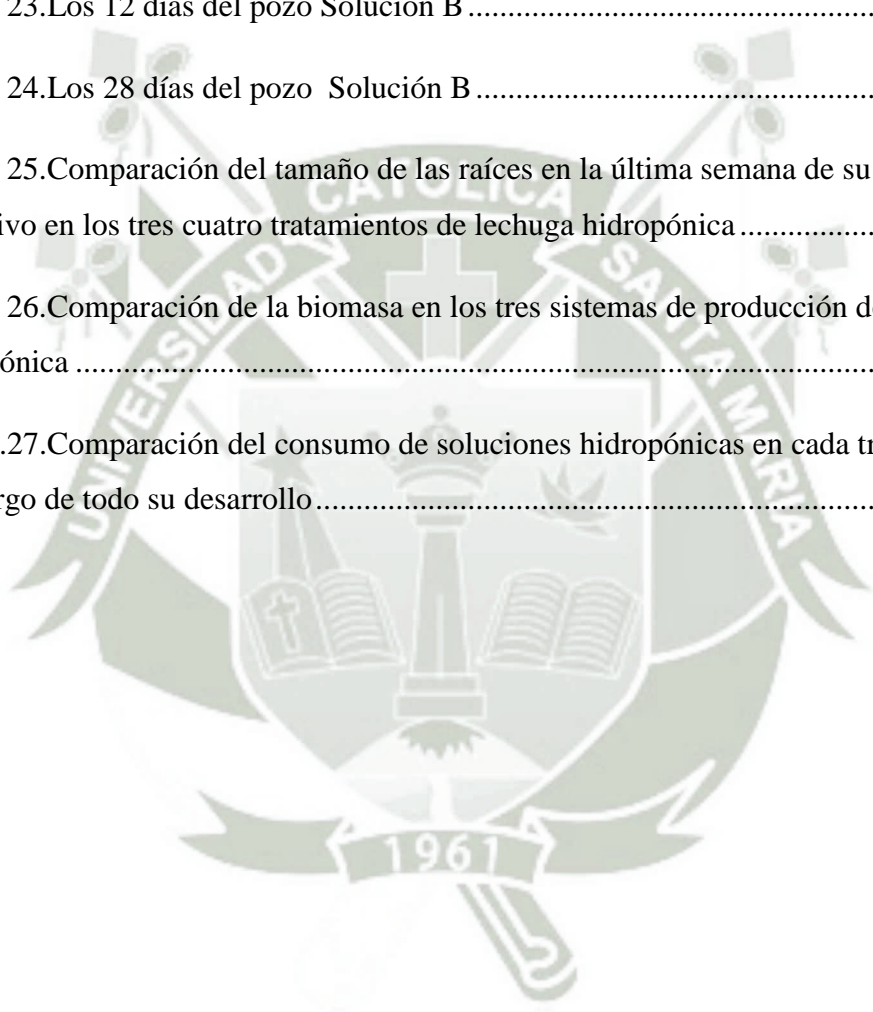 23.Los 12 días del pozo Solución B ........................................................
24.Los 28 días del pozo  Solución B .......................................................
25.Comparación del tamaño de las raíces en la última semana de su
ivo en los tres cuatro tratamientos de lechuga hidropónica ...................
26.Comparación de la biomasa en los tres sistemas de producción de
ónica ................................................................................................................
.27.Comparación del consumo de soluciones hidropónicas en cada tr
rgo de todo su desarrollo ...............................................................................
UNIVERSIDAD CATOLICA SANTA MARIA
1961